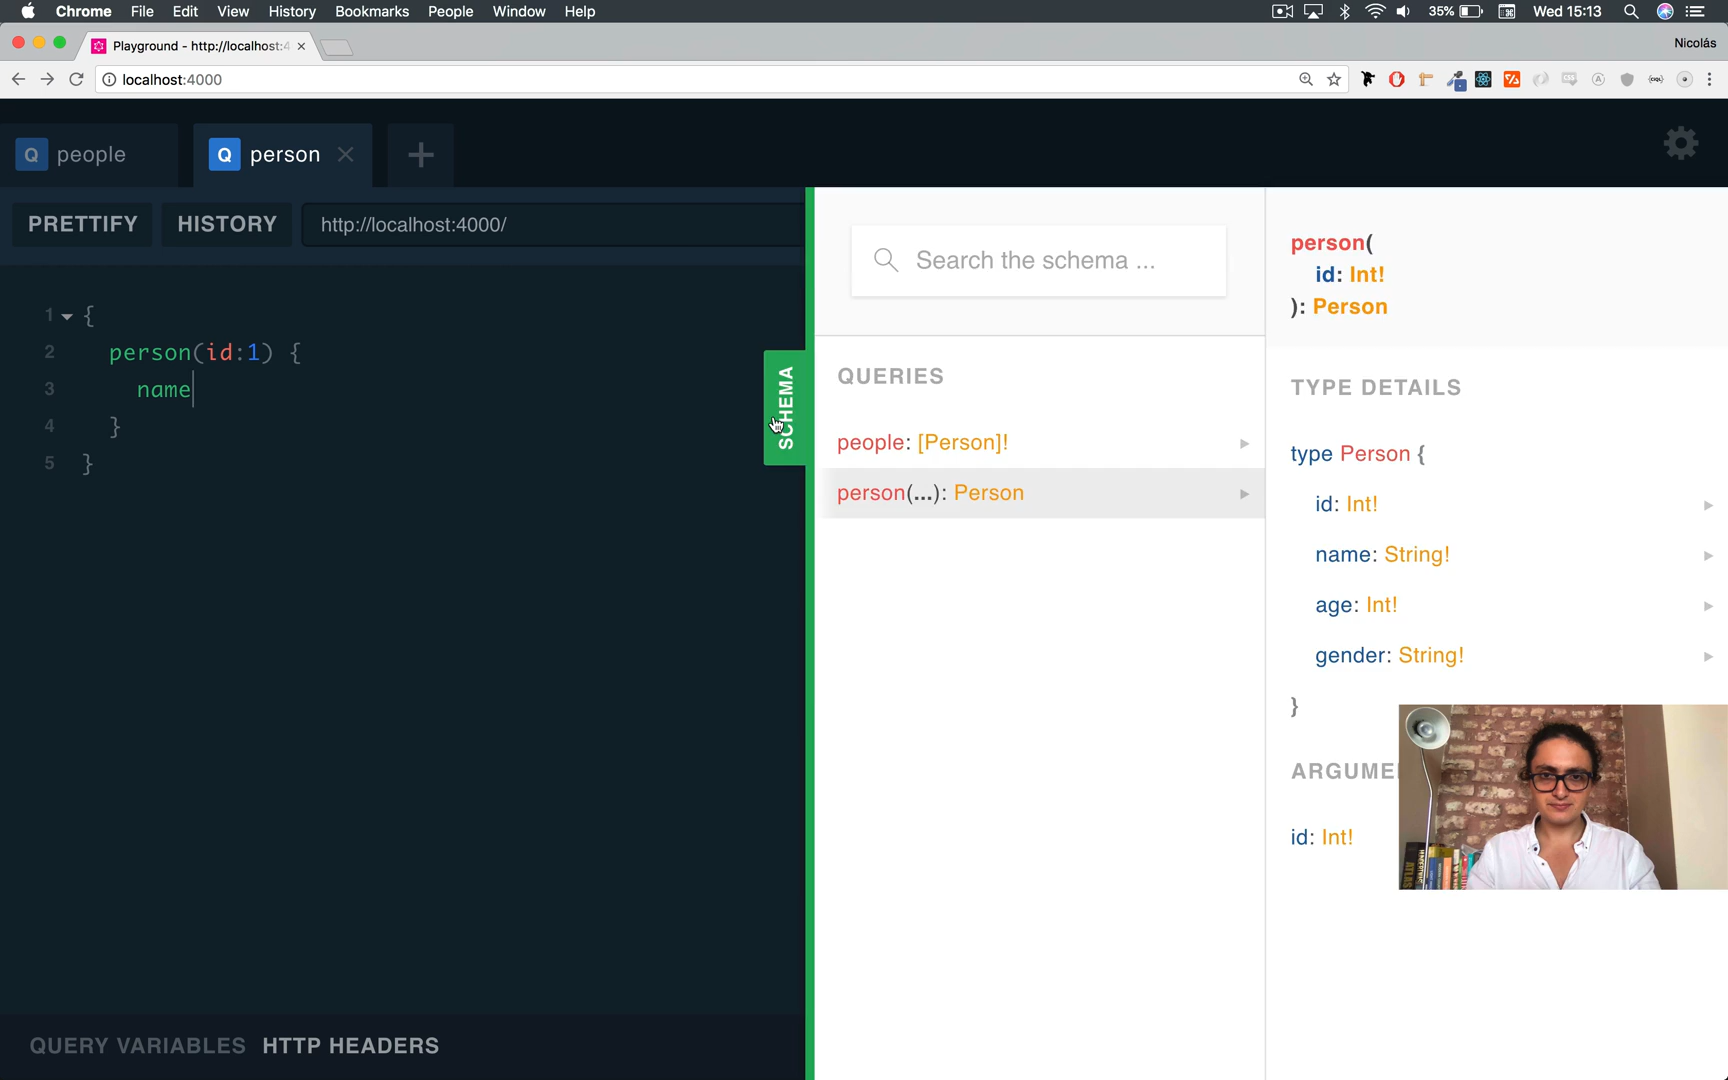 Chrome File Edit View History Bookmarks People Window Help 35% Wed 15:13
Playground - http://localhost:4 Nicolás
localhost:4000
Q people Q person
PRETTIFY HISTORY http://localhost:4000/
1 {
2 person(id:1) {
3 name
4 }
5 }
QUERY VARIABLES HTTP HEADERS
SCHEMA
Search the schema ...
QUERIES
people: [Person]!
person(...): Person
person(
id: Int!
): Person
TYPE DETAILS
type Person {
id: Int!
name: String!
age: Int!
gender: String!
}
ARGUME
id: Int!
ATLAS